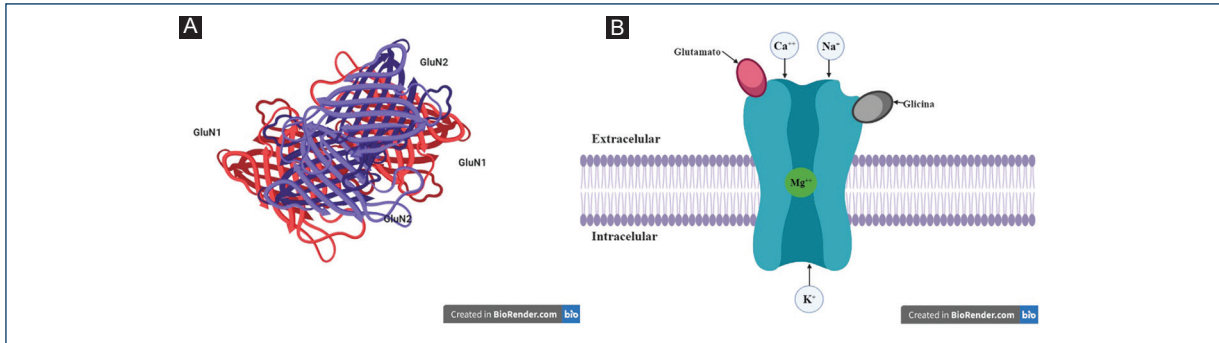 A
GluN2
GluN1
GluN1
GluN2
Created in BioRender.com bio
B
Ca⁺⁺
Na⁺
Glutamato
Glicina
Extracelular
Mg⁺⁺
Intracelular
K⁺
Created in BioRender.com bio